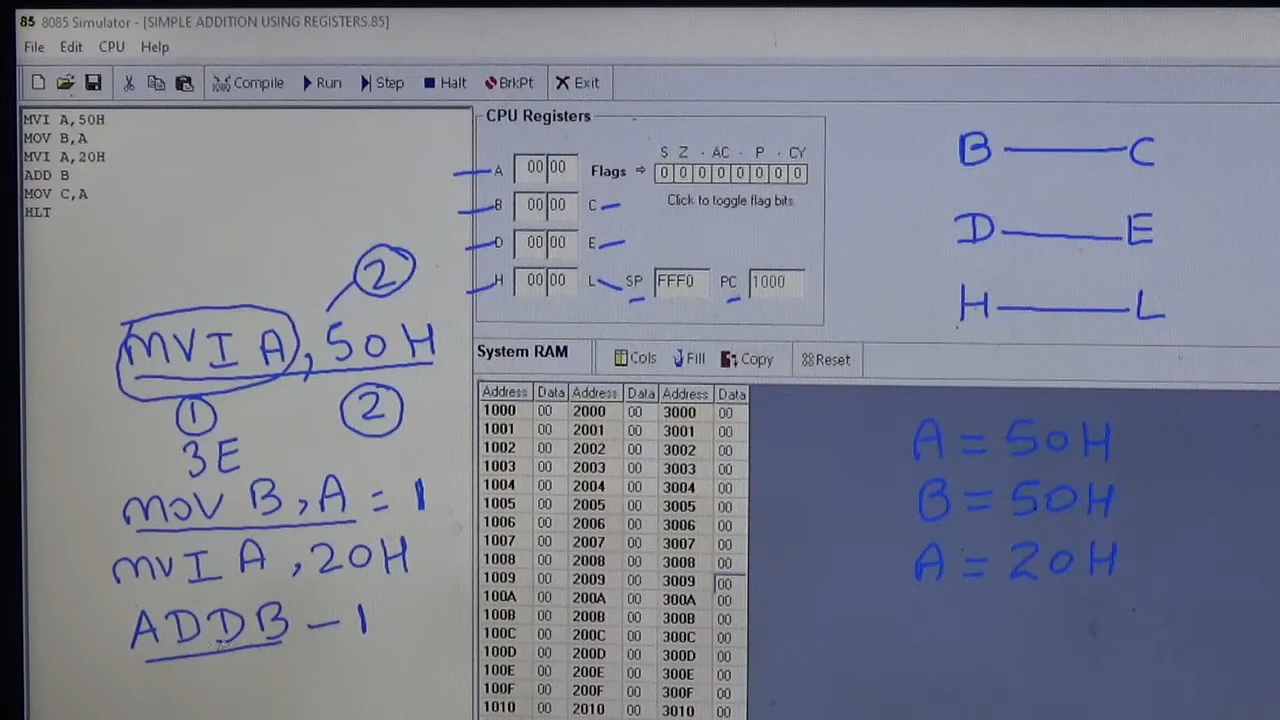 85 8085 Simulator - [SIMPLE ADDITION USING REGISTERS.85]
File Edit CPU Help
Compile Run Step Halt BrkPt Exit
MVI A,50H
MOV B,A
MVI A,20H
ADD B
MOV C,A
HLT
2
MVI A, 50H
1 2
3E
MOV B, A = 1
MVI A, 20H
ADDB - 1
CPU Registers
S Z · AC · P · CY
A 00 00 Flags ⇒ 0 0 0 0 0 0 0 0
B 00 00 C Click to toggle flag bits
D 00 00 E
H 00 00 L SP FFF0 PC 1000
B — C
D — E
H — L
System RAM Cols Fill Copy Reset
Address Data Address Data Address Data
1000 00 2000 00 3000 00
1001 00 2001 00 3001 00
1002 00 2002 00 3002 00
1003 00 2003 00 3003 00
1004 00 2004 00 3004 00
1005 00 2005 00 3005 00
1006 00 2006 00 3006 00
1007 00 2007 00 3007 00
1008 00 2008 00 3008 00
1009 00 2009 00 3009 00
100A 00 200A 00 300A 00
100B 00 200B 00 300B 00
100C 00 200C 00 300C 00
100D 00 200D 00 300D 00
100E 00 200E 00 300E 00
100F 00 200F 00 300F 00
1010 00 2010 00 3010 00
A = 50H
B = 50H
A = 20H